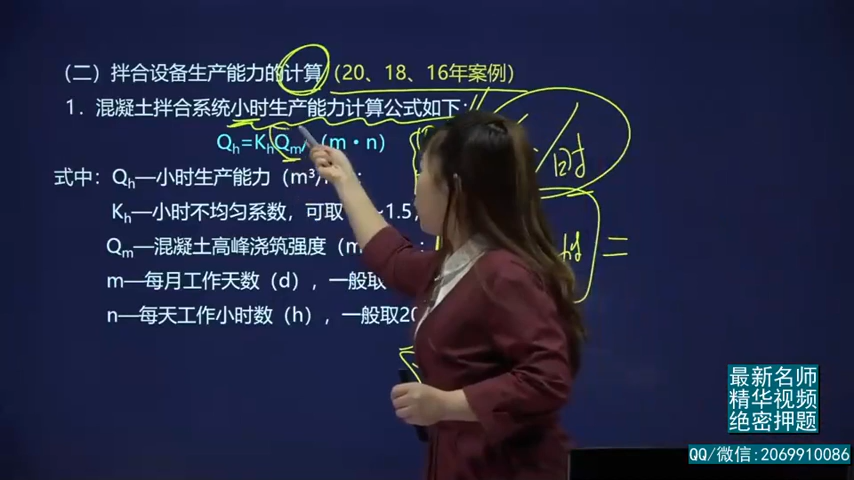 （二）拌合设备生产能力的计算（20、18、16年案例）
1．混凝土拌合系统小时生产能力计算公式如下：
Qh=KhQm/（m·n）
式中：Qh—小时生产能力（m³/
Kh—小时不均匀系数，可取 ~1.5，
Qm—混凝土高峰浇筑强度（m
m—每月工作天数（d），一般取
n—每天工作小时数（h），一般取20
/时
时 =
最新名师
精华视频
绝密押题
QQ/微信:2069910086